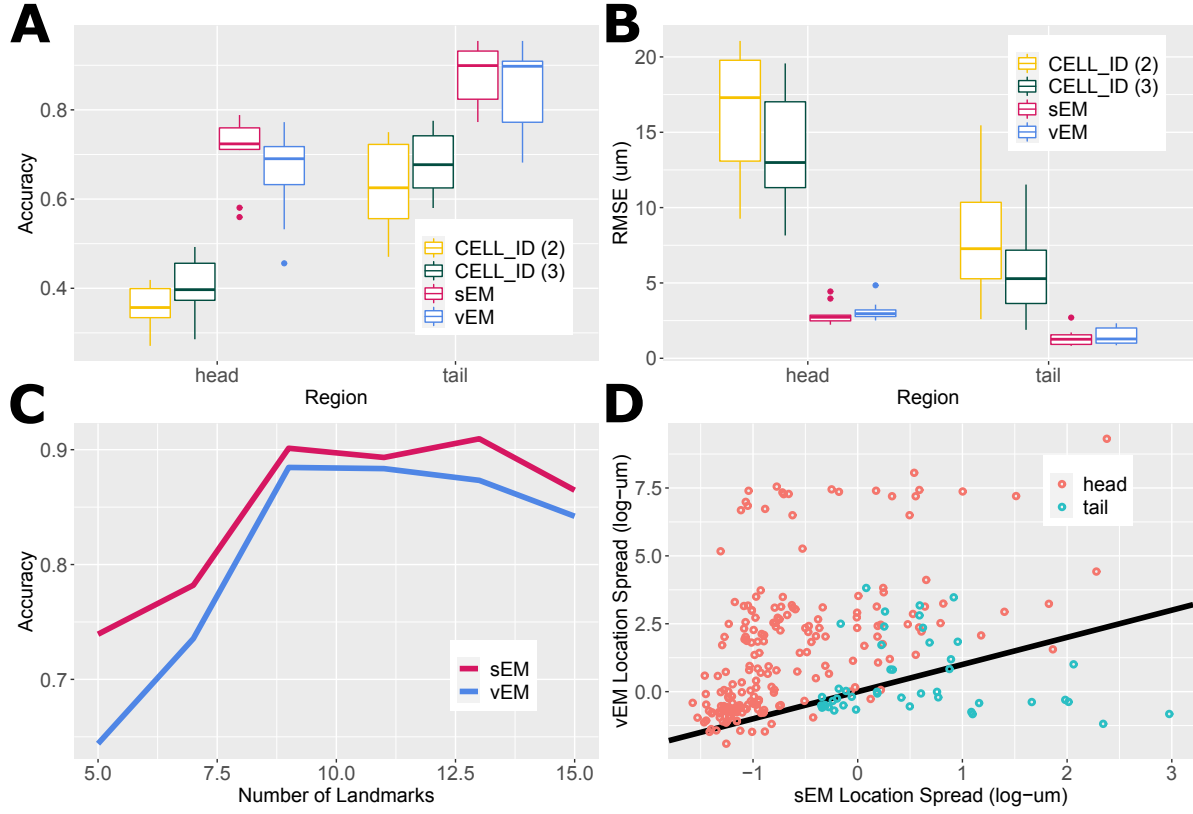 A
Accuracy
0.8
0.6
0.4
head
tail
Region
CELL_ID (2)
CELL_ID (3)
sEM
vEM
B
RMSE (um)
20
15
10
5
0
head
tail
Region
CELL_ID (2)
CELL_ID (3)
sEM
vEM
C
Accuracy
0.9
0.8
0.7
5.0
7.5
10.0
12.5
15.0
Number of Landmarks
sEM
vEM
D
vEM Location Spread (log−um)
7.5
5.0
2.5
0.0
−1
0
1
2
3
sEM Location Spread (log−um)
head
tail